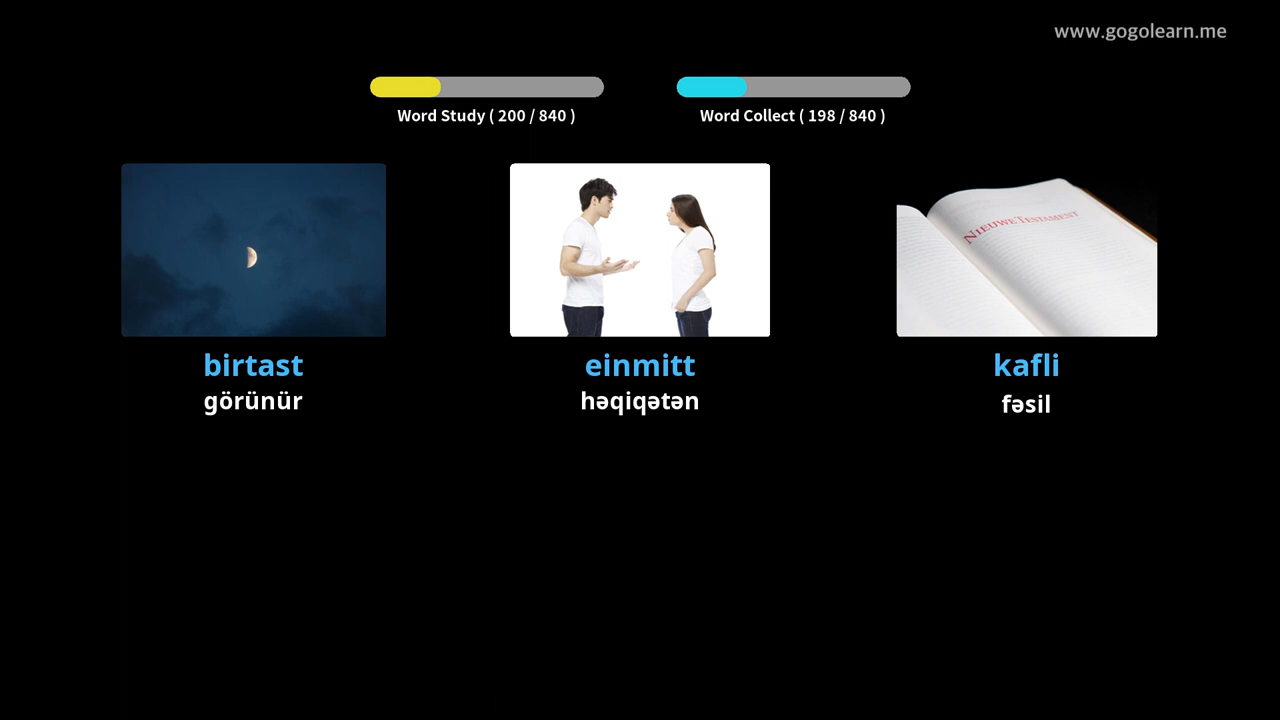 www.gogolearn.me
Word Study ( 200 / 840 )
Word Collect ( 198 / 840 )
NIEUWE TESTAMENT
birtast
einmitt
kafli
görünür
həqiqətən
fəsil